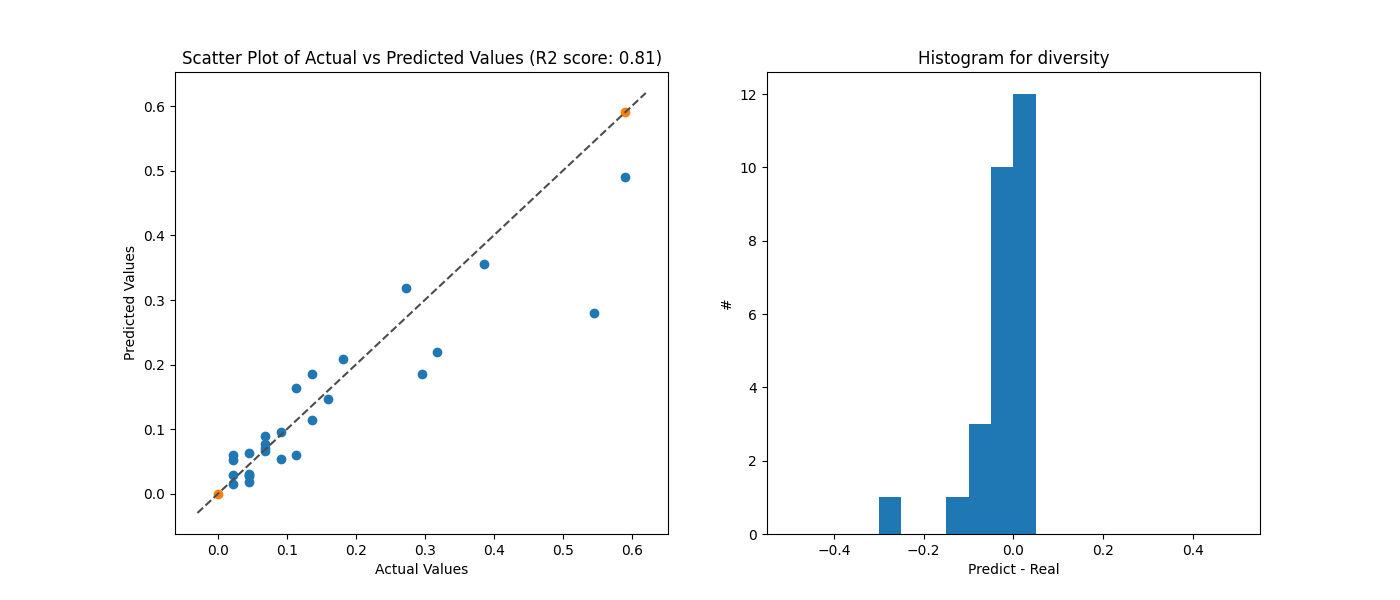 Scatter Plot of Actual vs Predicted Values (R2 score: 0.81)
0.6
0.5
0.4
0.3
0.2
0.1
0.0
Predicted Values
0.0 0.1 0.2 0.3 0.4 0.5 0.6
Actual Values
Histogram for diversity
12
10
8
6
4
2
0
#
−0.4 −0.2 0.0 0.2 0.4
Predict - Real